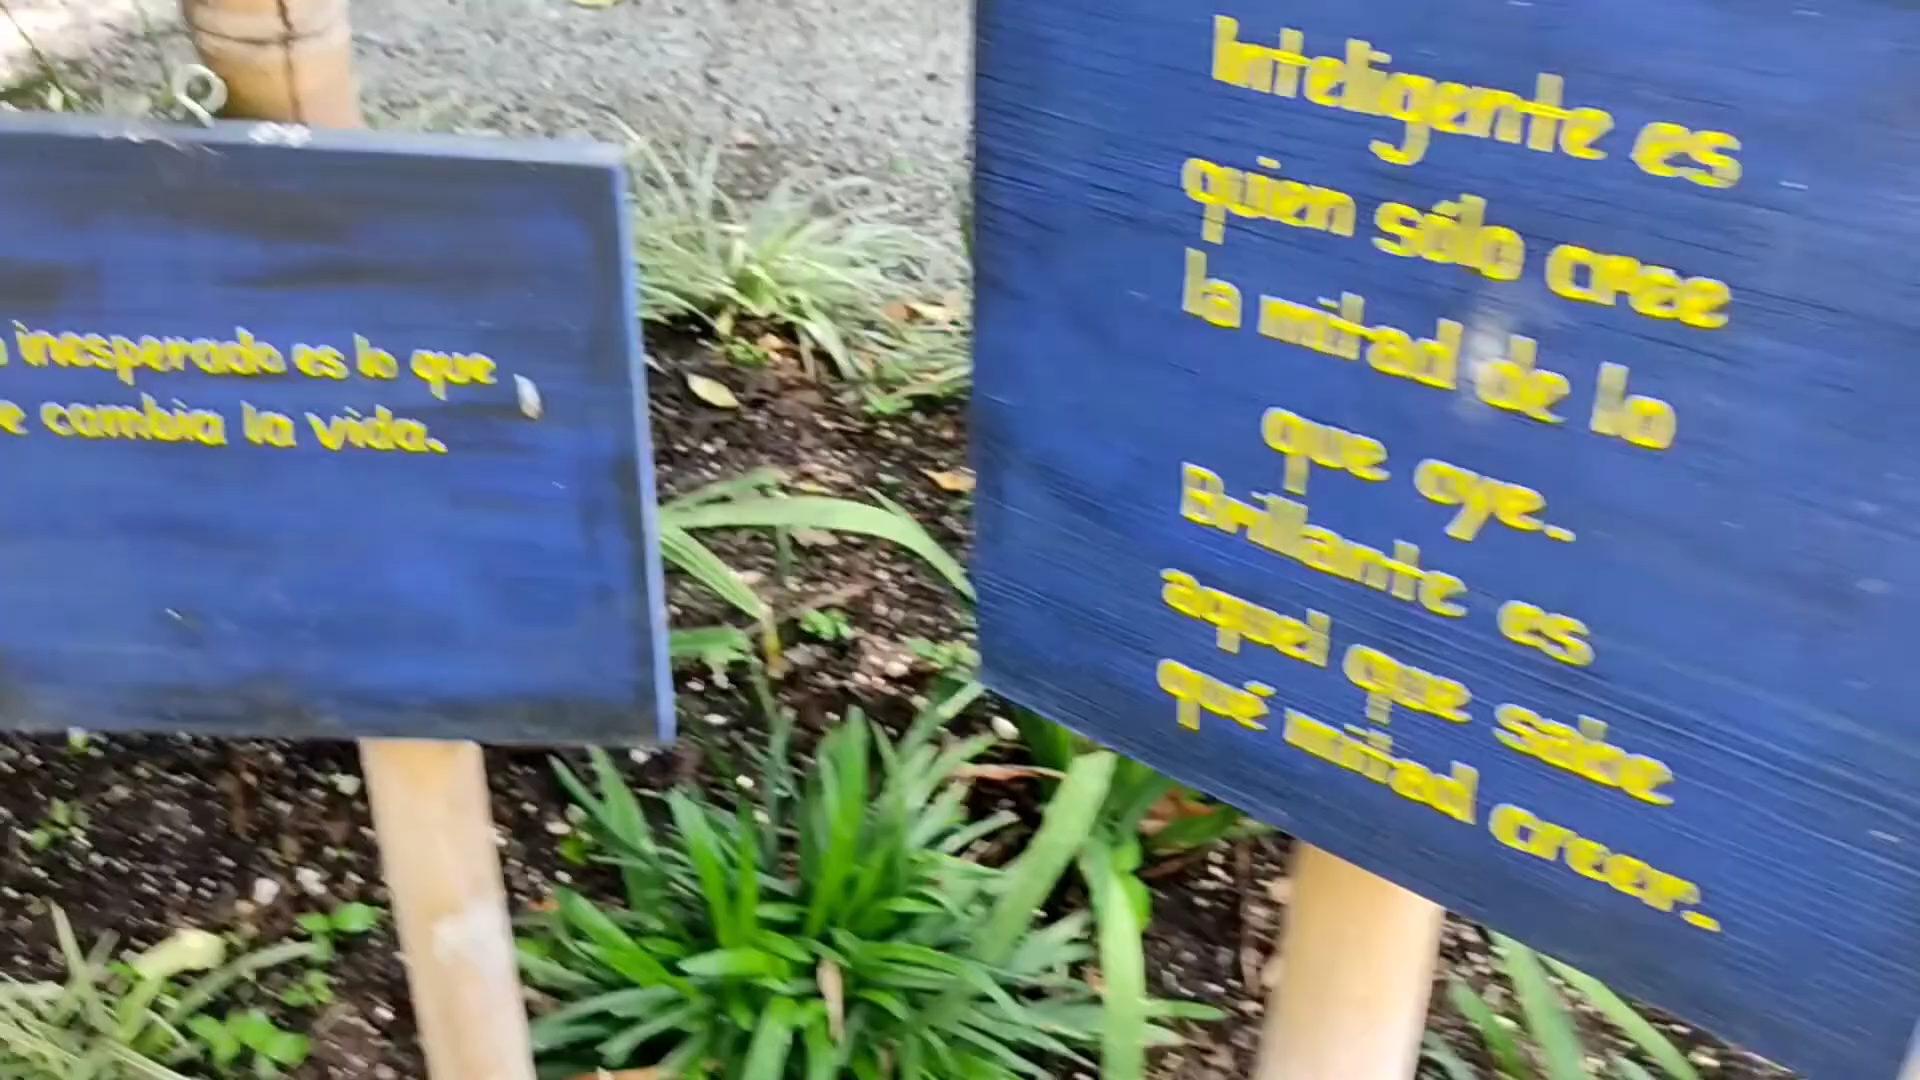 inesperado es lo que
cambia la vida.
Inteligente es
quien sólo cree
la mitad de lo
que oye.
Brillante es
aquel que sabe
qué mitad creer.